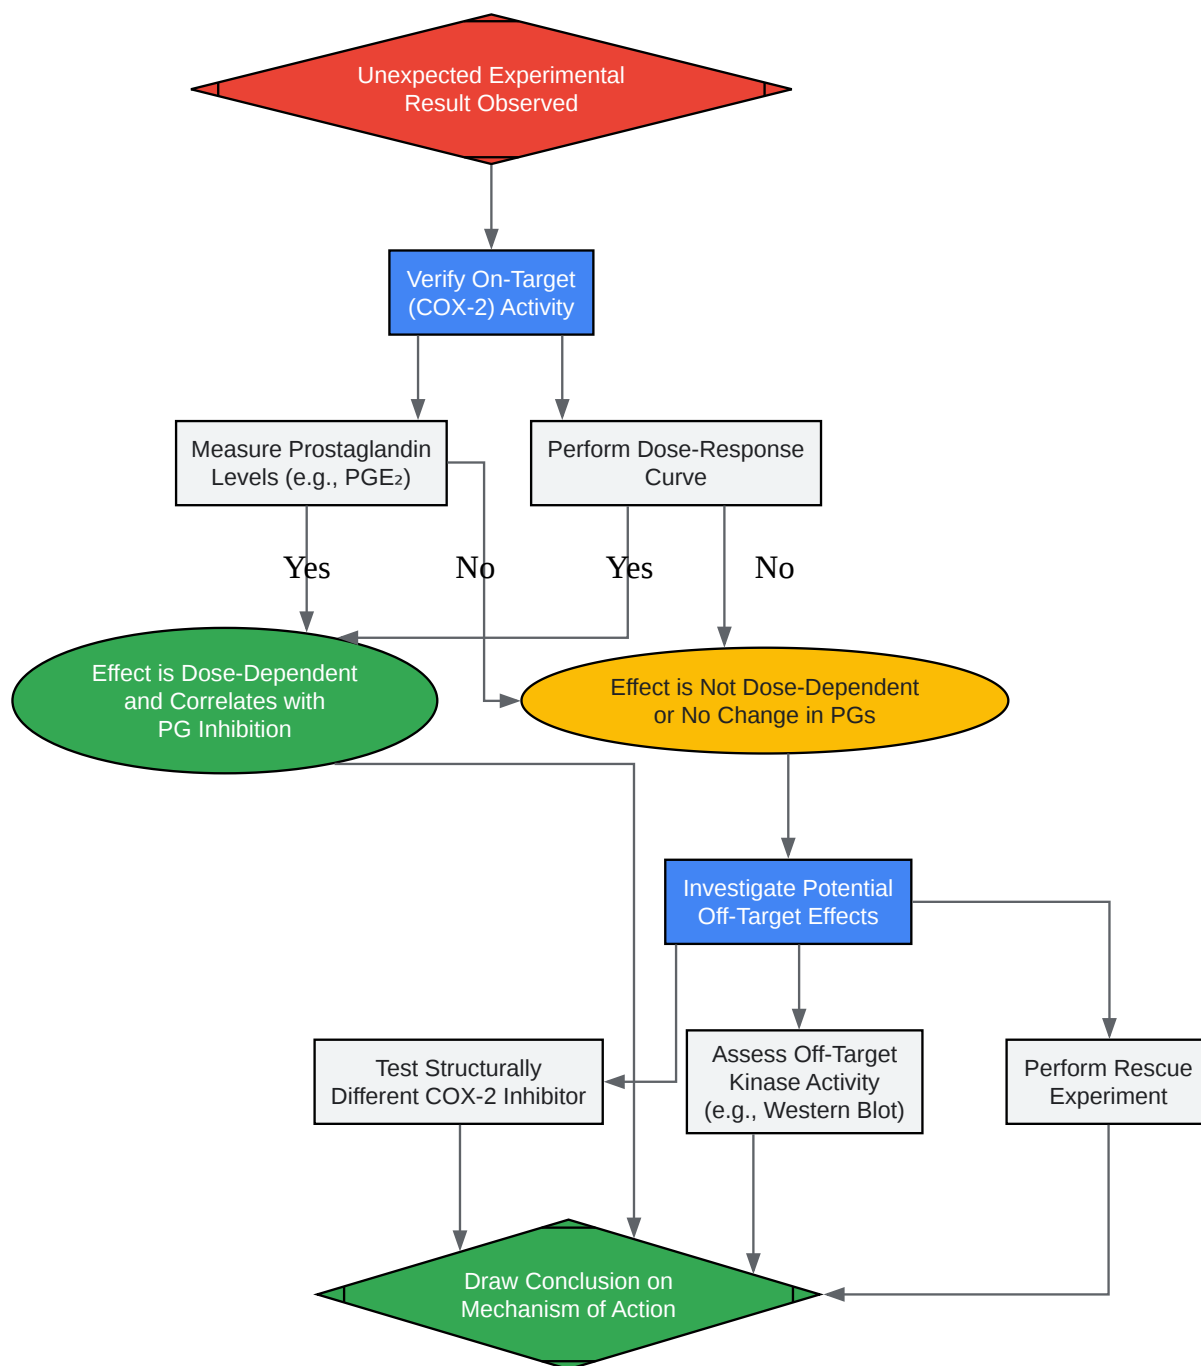 Unexpected Experimental
Result Observed
Verify On-Target
(COX-2) Activity
Measure Prostaglandin
Levels (e.g., PGE₂)
Perform Dose-Response
Curve
Yes
No
Yes
No
Effect is Dose-Dependent
and Correlates with
PG Inhibition
Effect is Not Dose-Dependent
or No Change in PGs
Investigate Potential
Off-Target Effects
Test Structurally
Different COX-2 Inhibitor
Assess Off-Target
Kinase Activity
(e.g., Western Blot)
Perform Rescue
Experiment
Draw Conclusion on
Mechanism of Action